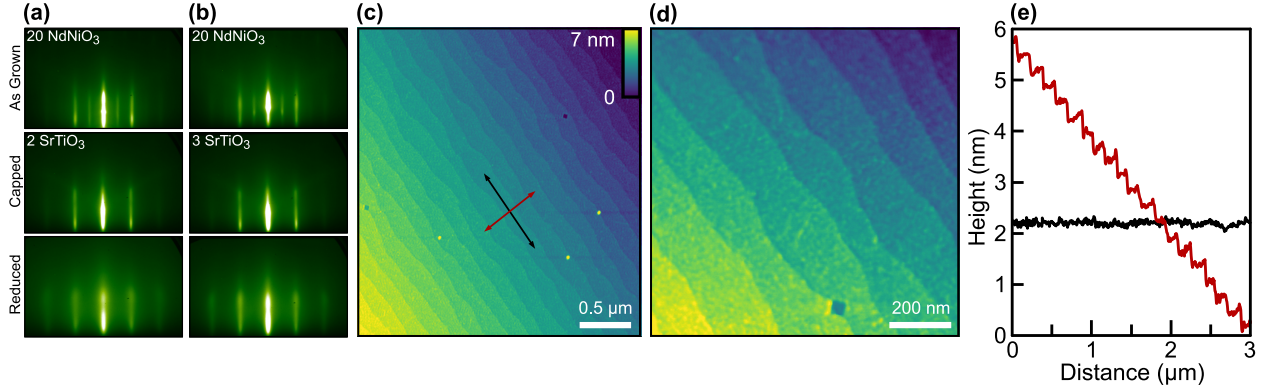 (a)
(b)
(c)
(d)
(e)
As Grown
20 NdNiO3
20 NdNiO3
Capped
2 SrTiO3
3 SrTiO3
Reduced
7 nm
0
0.5 μm
200 nm
Height (nm)
6
5
4
3
2
1
0
0
1
2
3
Distance (μm)